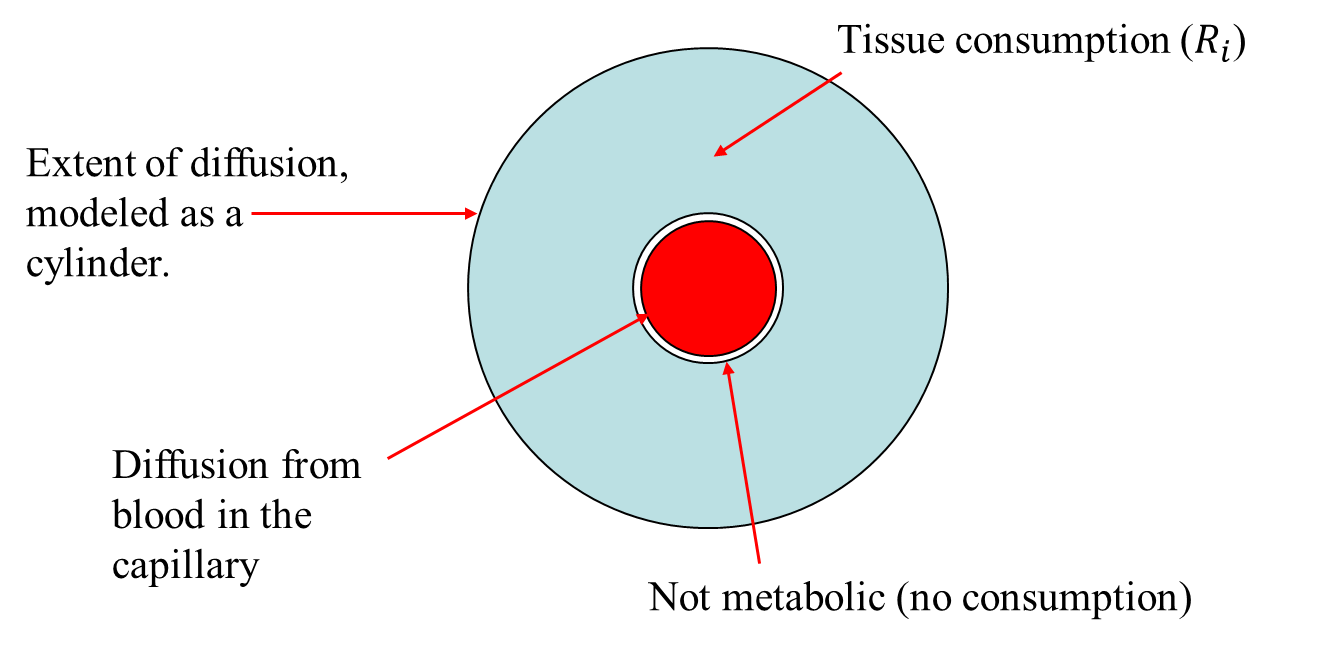 Tissue consumption (𝑅ᵢ)
Extent of diffusion,
modeled as a
cylinder.
Diffusion from
blood in the
capillary
Not metabolic (no consumption)